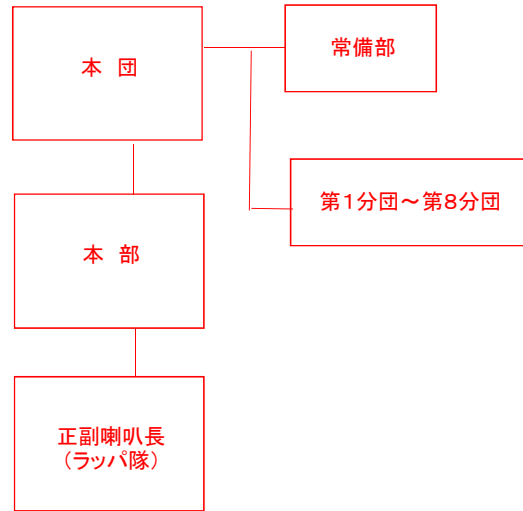 本　団
常備部
第１分団～第８分団
本　部
正副喇叭長
（ラッパ隊）